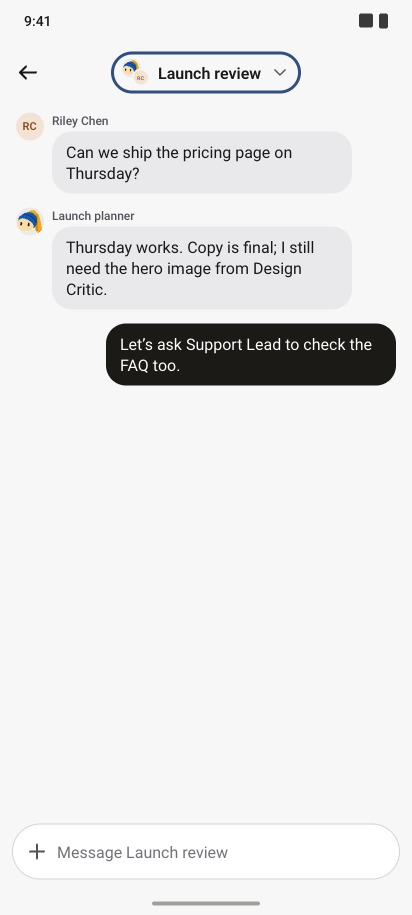 9:41
RC
Launch review
Riley Chen
RC
Can we ship the pricing page on
Thursday?
Launch planner
Thursday works. Copy is final; I still
need the hero image from Design
Critic.
Let’s ask Support Lead to check the
FAQ too.
Message Launch review